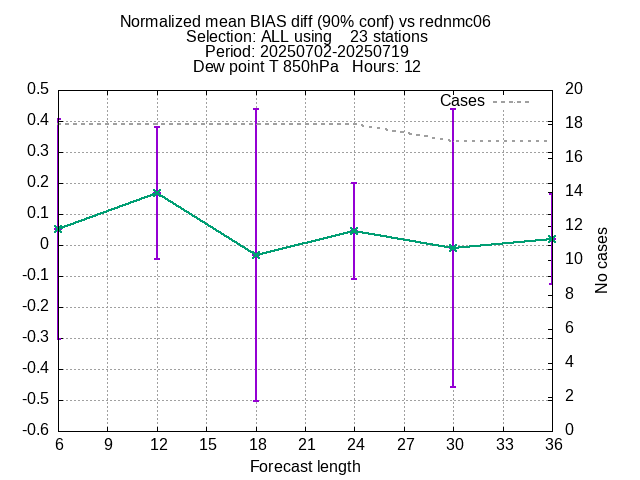 Normalized mean BIAS diff (90% conf) vs rednmc06
Selection: ALL using    23 stations
Period: 20250702-20250719
Dew point T 850hPa   Hours: 12
Cases
0.5
0.4
0.3
0.2
0.1
0
-0.1
-0.2
-0.3
-0.4
-0.5
-0.6
20
18
16
14
12
10
8
6
4
2
0
No cases
6 9 12 15 18 21 24 27 30 33 36
Forecast length